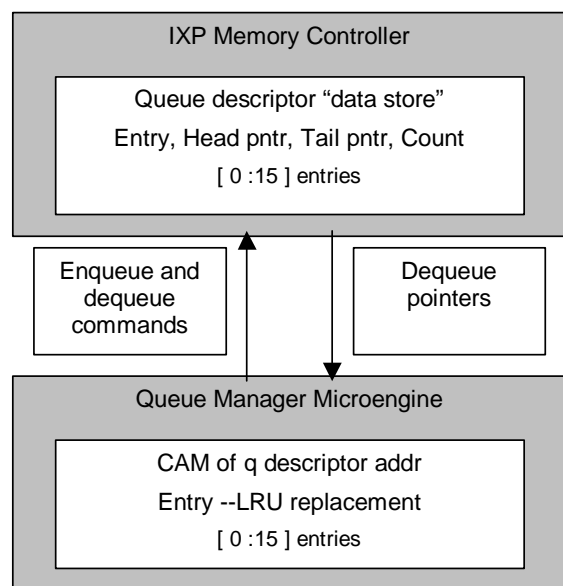 IXP Memory Controller
Queue descriptor “data store”
Entry, Head pntr, Tail pntr, Count
[ 0 :15 ] entries
Enqueue and
dequeue
commands
Dequeue
pointers
Queue Manager Microengine
CAM of q descriptor addr
Entry --LRU replacement
[ 0 :15 ] entries